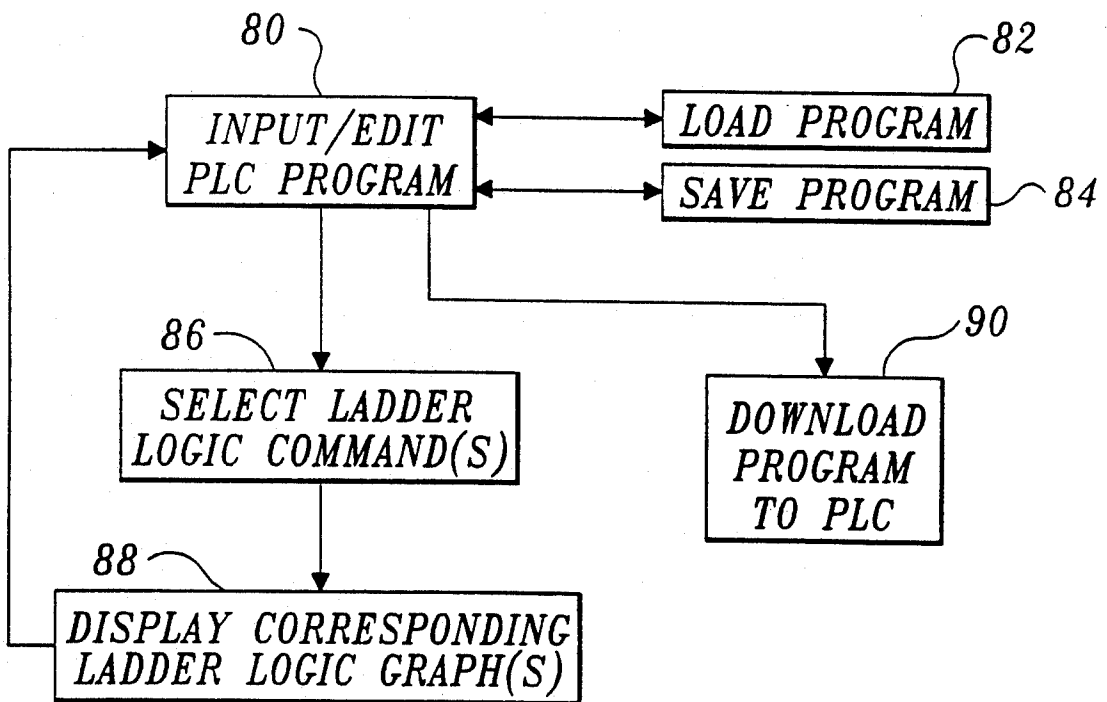 80
82
INPUT/EDIT
PLC PROGRAM
LOAD PROGRAM
SAVE PROGRAM
84
86
90
SELECT LADDER
LOGIC COMMAND(S)
DOWNLOAD
PROGRAM
TO PLC
88
DISPLAY CORRESPONDING
LADDER LOGIC GRAPH(S)